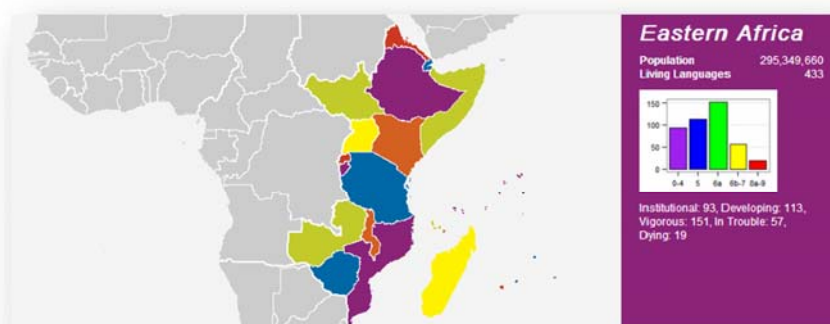 Eastern Africa
Population 295,349,660
Living Languages 433
150
100
50
0
0-4 5 6a 6b-7 8a-9
Institutional: 93, Developing: 113,
Vigorous: 151, In Trouble: 57,
Dying: 19